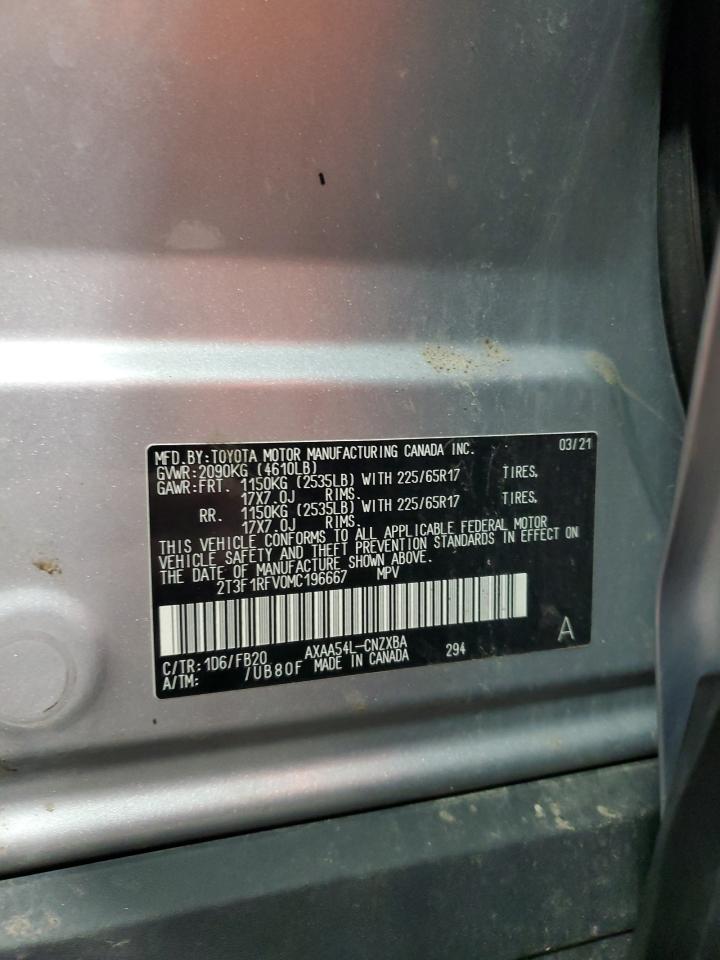 MFD.BY:TOYOTA MOTOR MANUFACTURING CANADA INC. 03/21
GVWR:2090KG (4610LB)
GAWR:FRT. 1150KG (2535LB) WITH 225/65R17 TIRES,
17X7.0J RIMS.
RR. 1150KG (2535LB) WITH 225/65R17 TIRES,
17X7.0J RIMS.
THIS VEHICLE CONFORMS TO ALL APPLICABLE FEDERAL MOTOR
VEHICLE SAFETY AND THEFT PREVENTION STANDARDS IN EFFECT ON
THE DATE OF MANUFACTURE SHOWN ABOVE.
2T3F1RFV0MC196667 MPV
A
C/TR:1D6/FB20 AXAA54L-CNZXBA 294
A/TM: /UB80F MADE IN CANADA